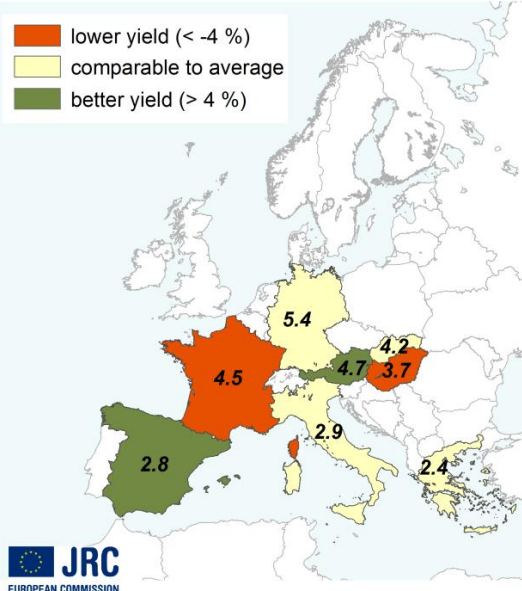 lower yield (< -4 %)
comparable to average
better yield (> 4 %)
5.4
4.2
4.7
3.7
4.5
2.9
2.8
2.4
JRC
EUROPEAN COMMISSION